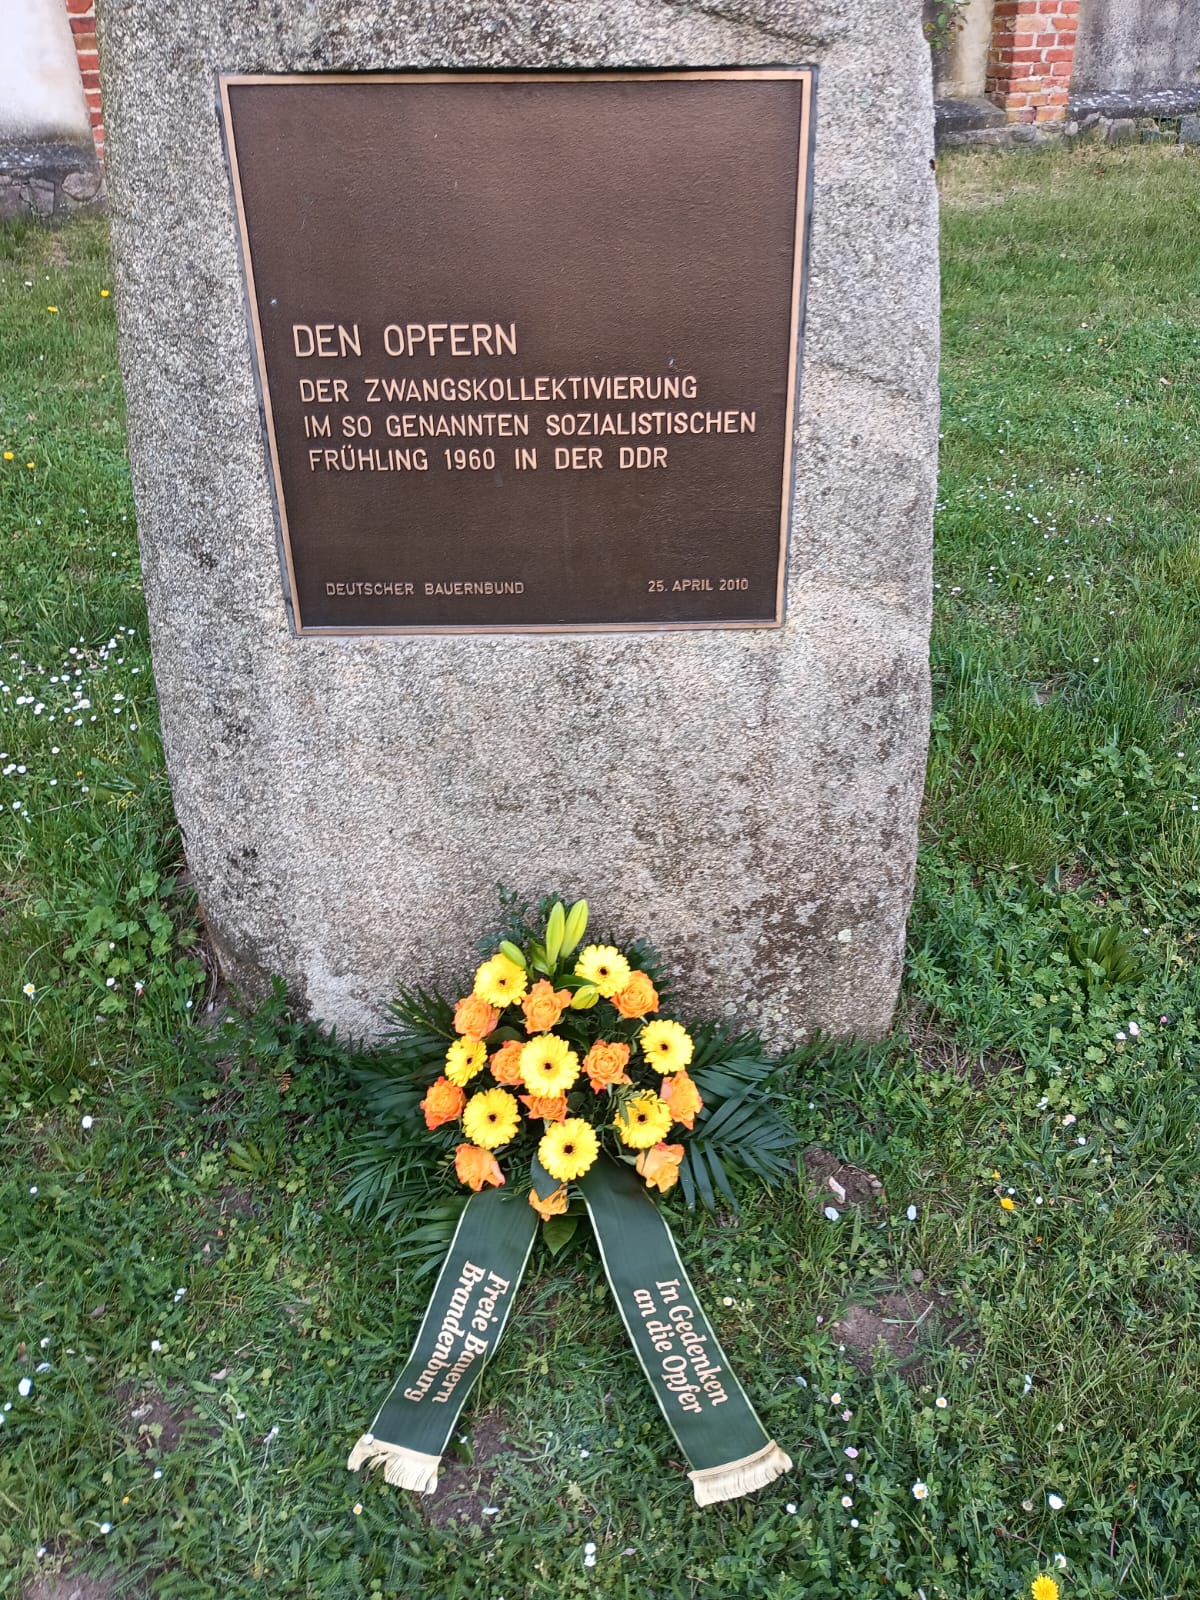 DEN OPFERN
DER ZWANGSKOLLEKTIVIERUNG
IM SO GENANNTEN SOZIALISTISCHEN
FRÜHLING 1960 IN DER DDR
DEUTSCHER BAUERNBUND
25. APRIL 2010
Freie Bauern
Brandenburg
In Gedenken
an die Opfer